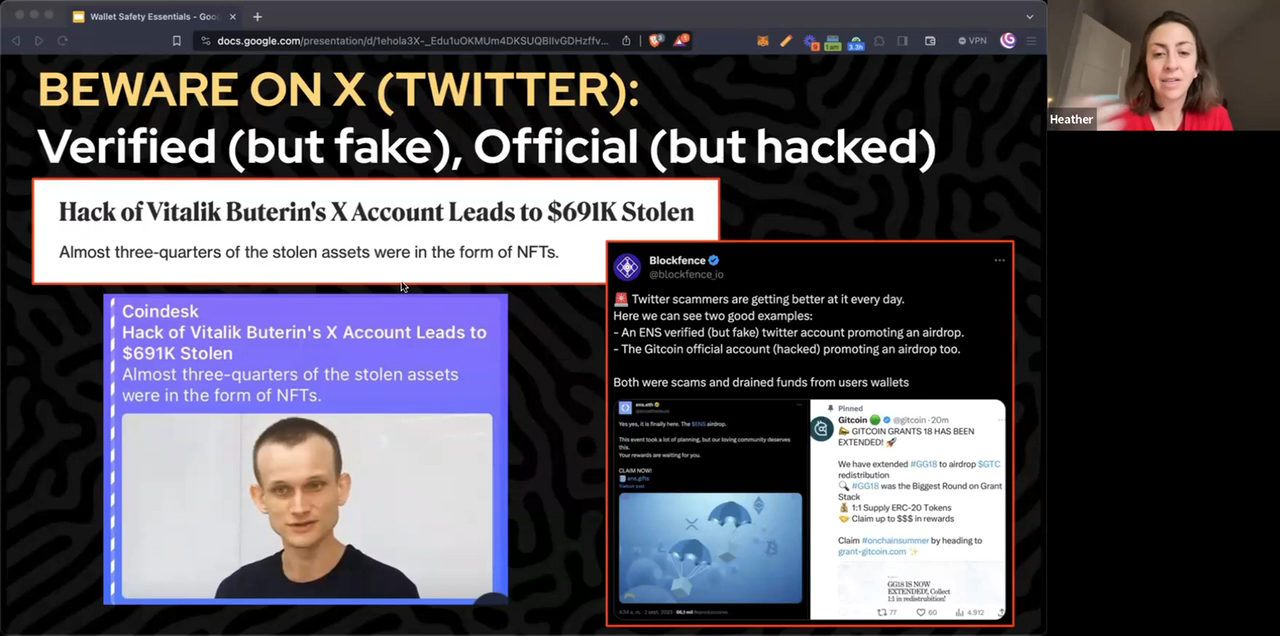 Wallet Safety Essentials - Goo
docs.google.com/presentation/d/1ehola3X-_Edu1uOKMUm4DKSUQBIlvGDHzffv...
9
1am
3.3h
VPN
BEWARE ON X (TWITTER):
Verified (but fake), Official (but hacked)
Hack of Vitalik Buterin's X Account Leads to $691K Stolen
Almost three-quarters of the stolen assets were in the form of NFTs.
Coindesk
Hack of Vitalik Buterin's X Account Leads to
$691K Stolen
Almost three-quarters of the stolen assets
were in the form of NFTs.
Blockfence
@blockfence_io
Twitter scammers are getting better at it every day.
Here we can see two good examples:
- An ENS verified (but fake) twitter account promoting an airdrop.
- The Gitcoin official account (hacked) promoting an airdrop too.
Both were scams and drained funds from users wallets
ens.eth
Yes yes, it is finally here. The $ENS airdrop.
This event took a lot of planning, but our loving community deserves
this.
Your rewards are waiting for you.
CLAIM NOW!
ens.gifts
Pinned
Gitcoin @gitcoin · 20m
GITCOIN GRANTS 18 HAS BEEN
EXTENDED!
We have extended #GG18 to airdrop $GTC
redistribution
#GG18 was the Biggest Round on Grant
Stack
1:1 Supply ERC-20 Tokens
Claim up to $$$ in rewards
Claim #onchainsummer by heading to
grant-gitcoin.com
GG18 IS NOW
EXTENDED!, Collect
1:1 in redistrubition!
77 60 4.912
Heather